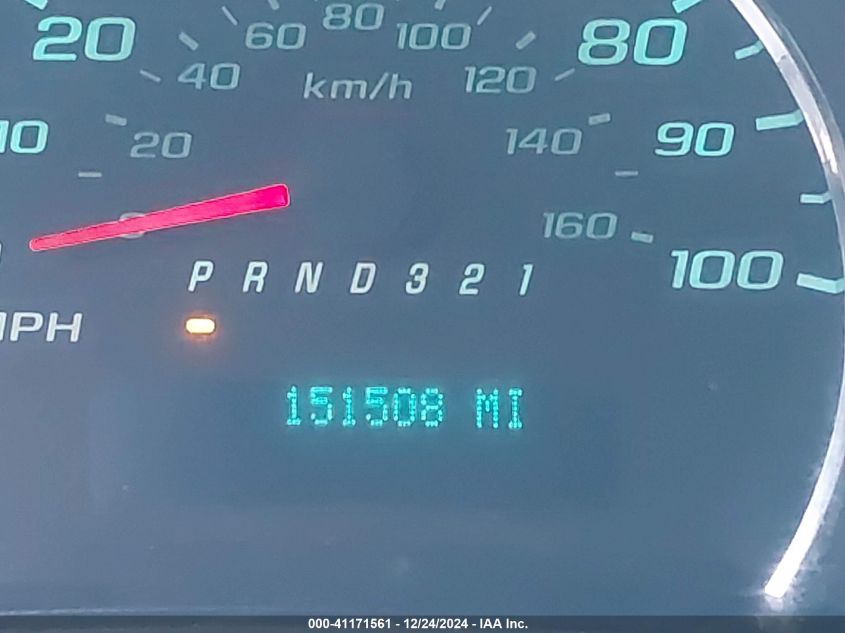 20 60 80 100 80
40 km/h 120
10 20 140 90
0 160
P R N D 3 2 1 100
MPH
151508 MI
000-41171561 - 12/24/2024 - IAA Inc.